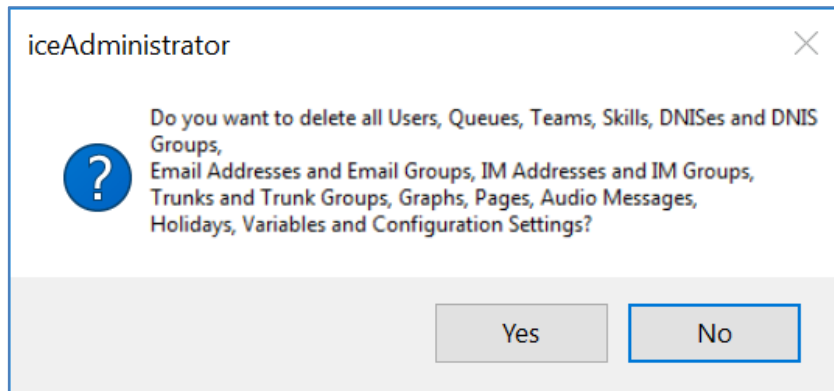 iceAdministrator
Do you want to delete all Users, Queues, Teams, Skills, DNISes and DNIS
Groups,
Email Addresses and Email Groups, IM Addresses and IM Groups,
Trunks and Trunk Groups, Graphs, Pages, Audio Messages,
Holidays, Variables and Configuration Settings?
Yes No